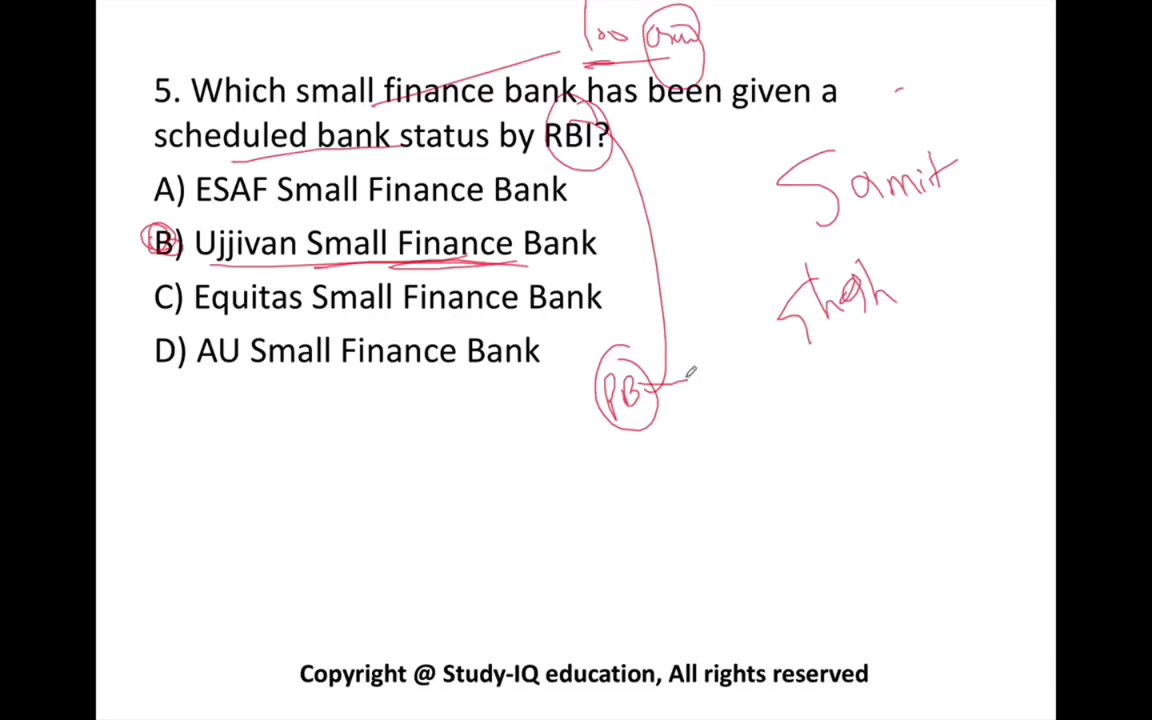 100
5. Which small finance bank has been given a
scheduled bank status by RBI?
A) ESAF Small Finance Bank
B) Ujjivan Small Finance Bank
C) Equitas Small Finance Bank
D) AU Small Finance Bank
Samit
PB
Copyright @ Study-IQ education, All rights reserved